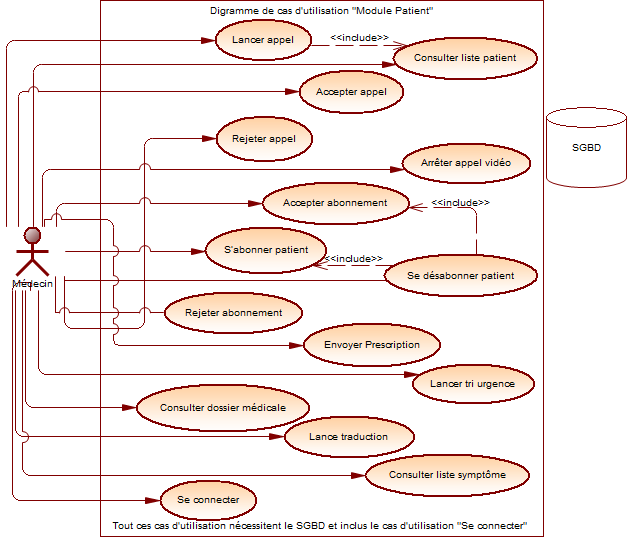 Digramme de cas d'utilisation "Module Patient"
Lancer appel
<<include>>
Consulter liste patient
Accepter appel
Rejeter appel
SGBD
Arrêter appel vidéo
Accepter abonnement
<<include>>
S'abonner patient
<<include>>
Se désabonner patient
Médecin
Rejeter abonnement
Envoyer Prescription
Lancer tri urgence
Consulter dossier médicale
Lance traduction
Consulter liste symptôme
Se connecter
Tout ces cas d'utilisation nécessitent le SGBD et inclus le cas d'utilisation "Se connecter"